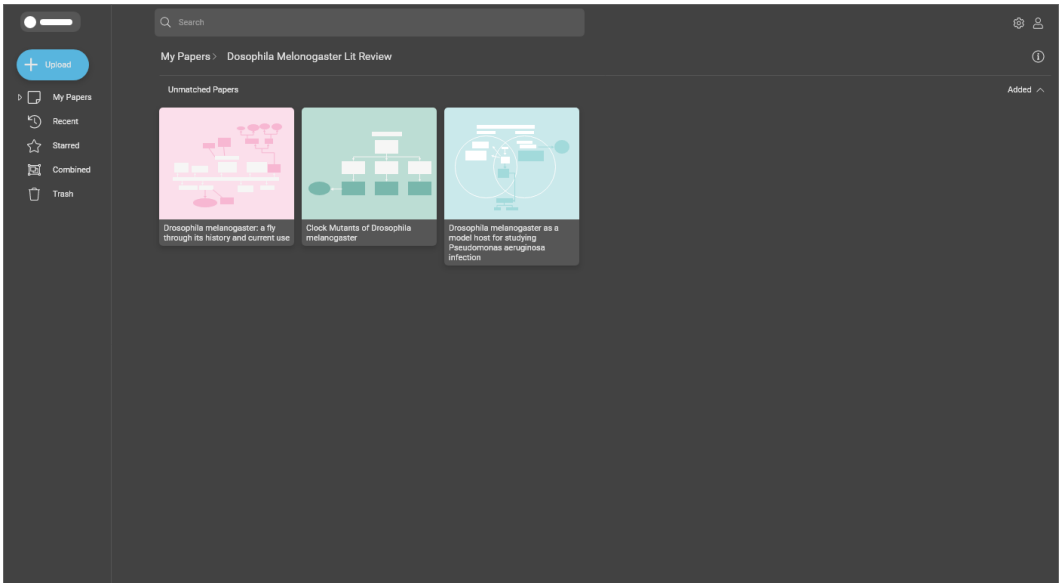 Search
My Papers > Dosophila Melonogaster Lit Review
Upload
Unmatched Papers
Added
My Papers
Recent
Starred
Combined
Trash
Drosophila melanogaster: a fly
through its history and current use
Clock Mutants of Drosophila
melanogaster
Drosophila melanogaster as a
model host for studying
Pseudomonas aeruginosa
infection